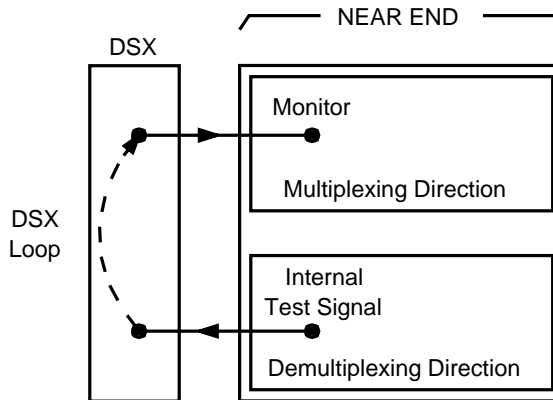 NEAR END
DSX
Monitor
Multiplexing Direction
DSX
Loop
Internal
Test Signal
Demultiplexing Direction